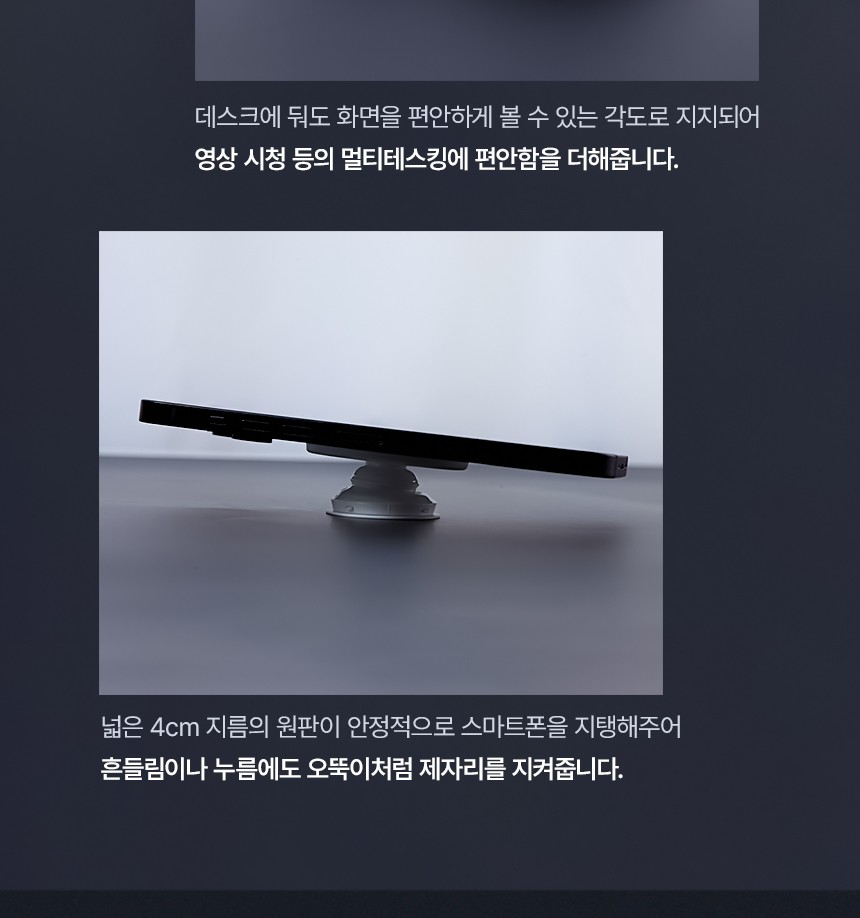 데스크에 둬도 화면을 편안하게 볼 수 있는 각도로 지지되어
영상 시청 등의 멀티테스킹에 편안함을 더해줍니다.
넓은 4cm 지름의 원판이 안정적으로 스마트폰을 지탱해주어
흔들림이나 누름에도 오뚝이처럼 제자리를 지켜줍니다.